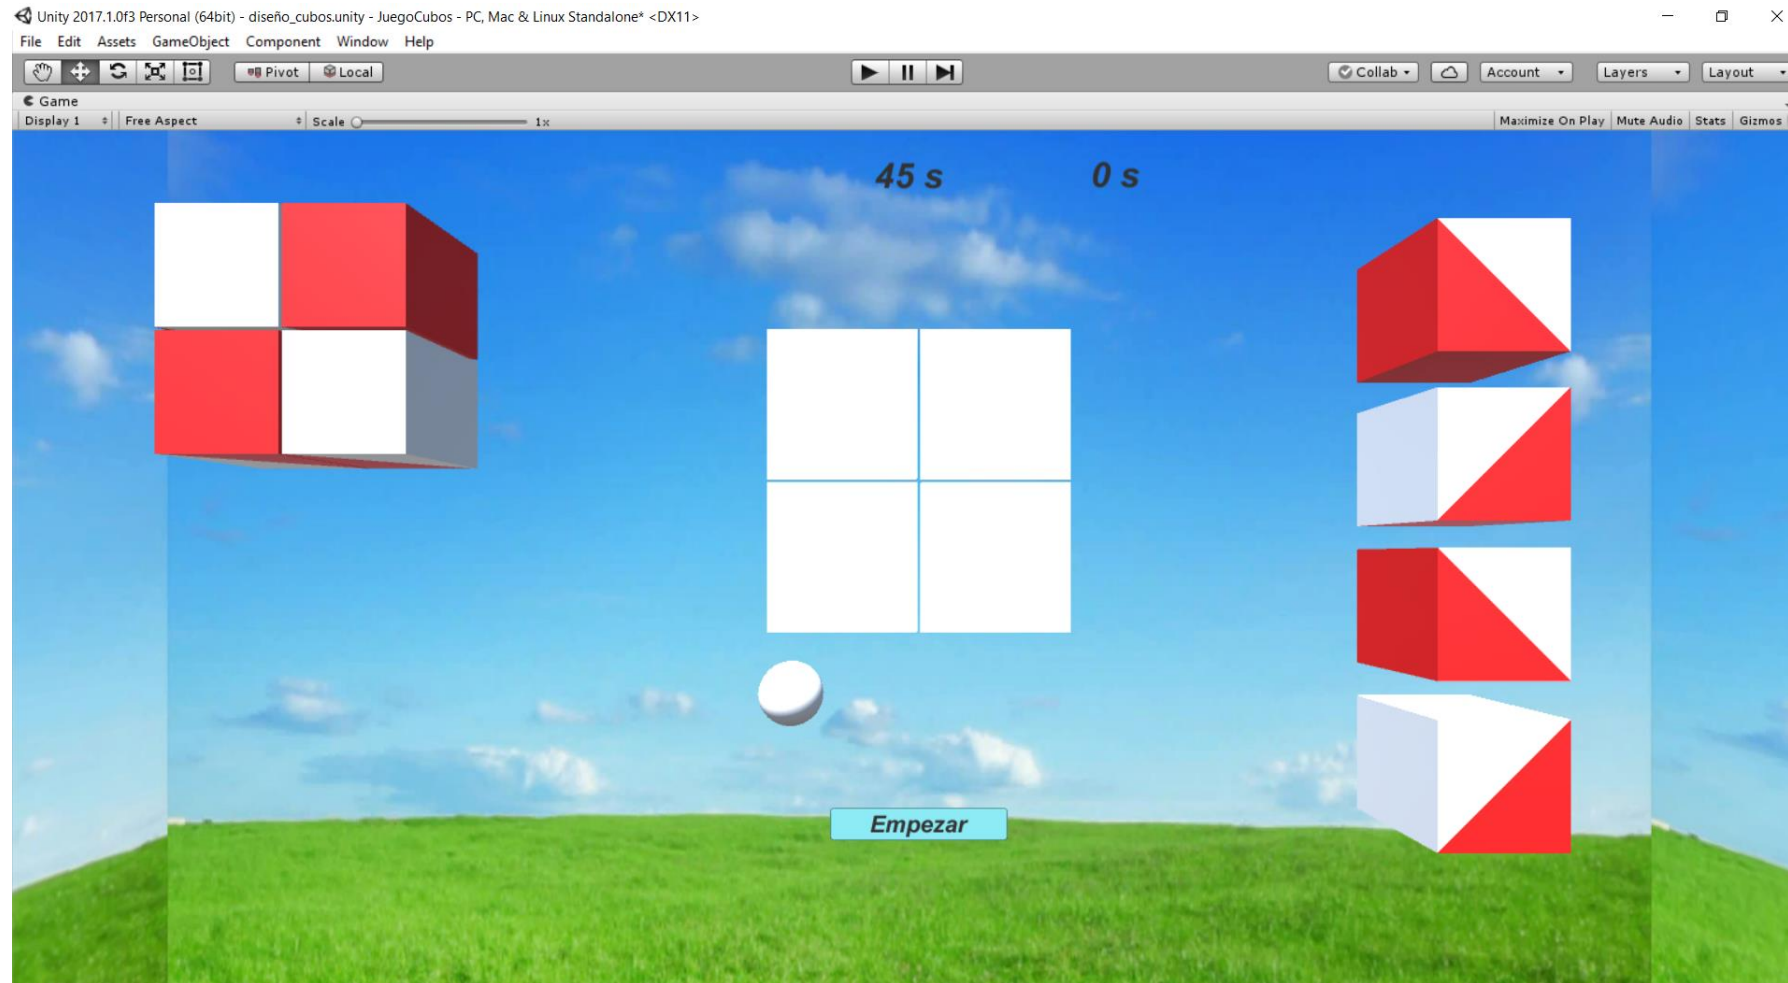 Unity 2017.1.0f3 Personal (64bit) - diseño_cubos.unity - JuegoCubos - PC, Mac & Linux Standalone* <DX11>
File Edit Assets GameObject Component Window Help
Pivot Local Collab Account Layers Layout
Game
Display 1 Free Aspect Scale 1x Maximize On Play Mute Audio Stats Gizmos
45 s 0 s
Empezar